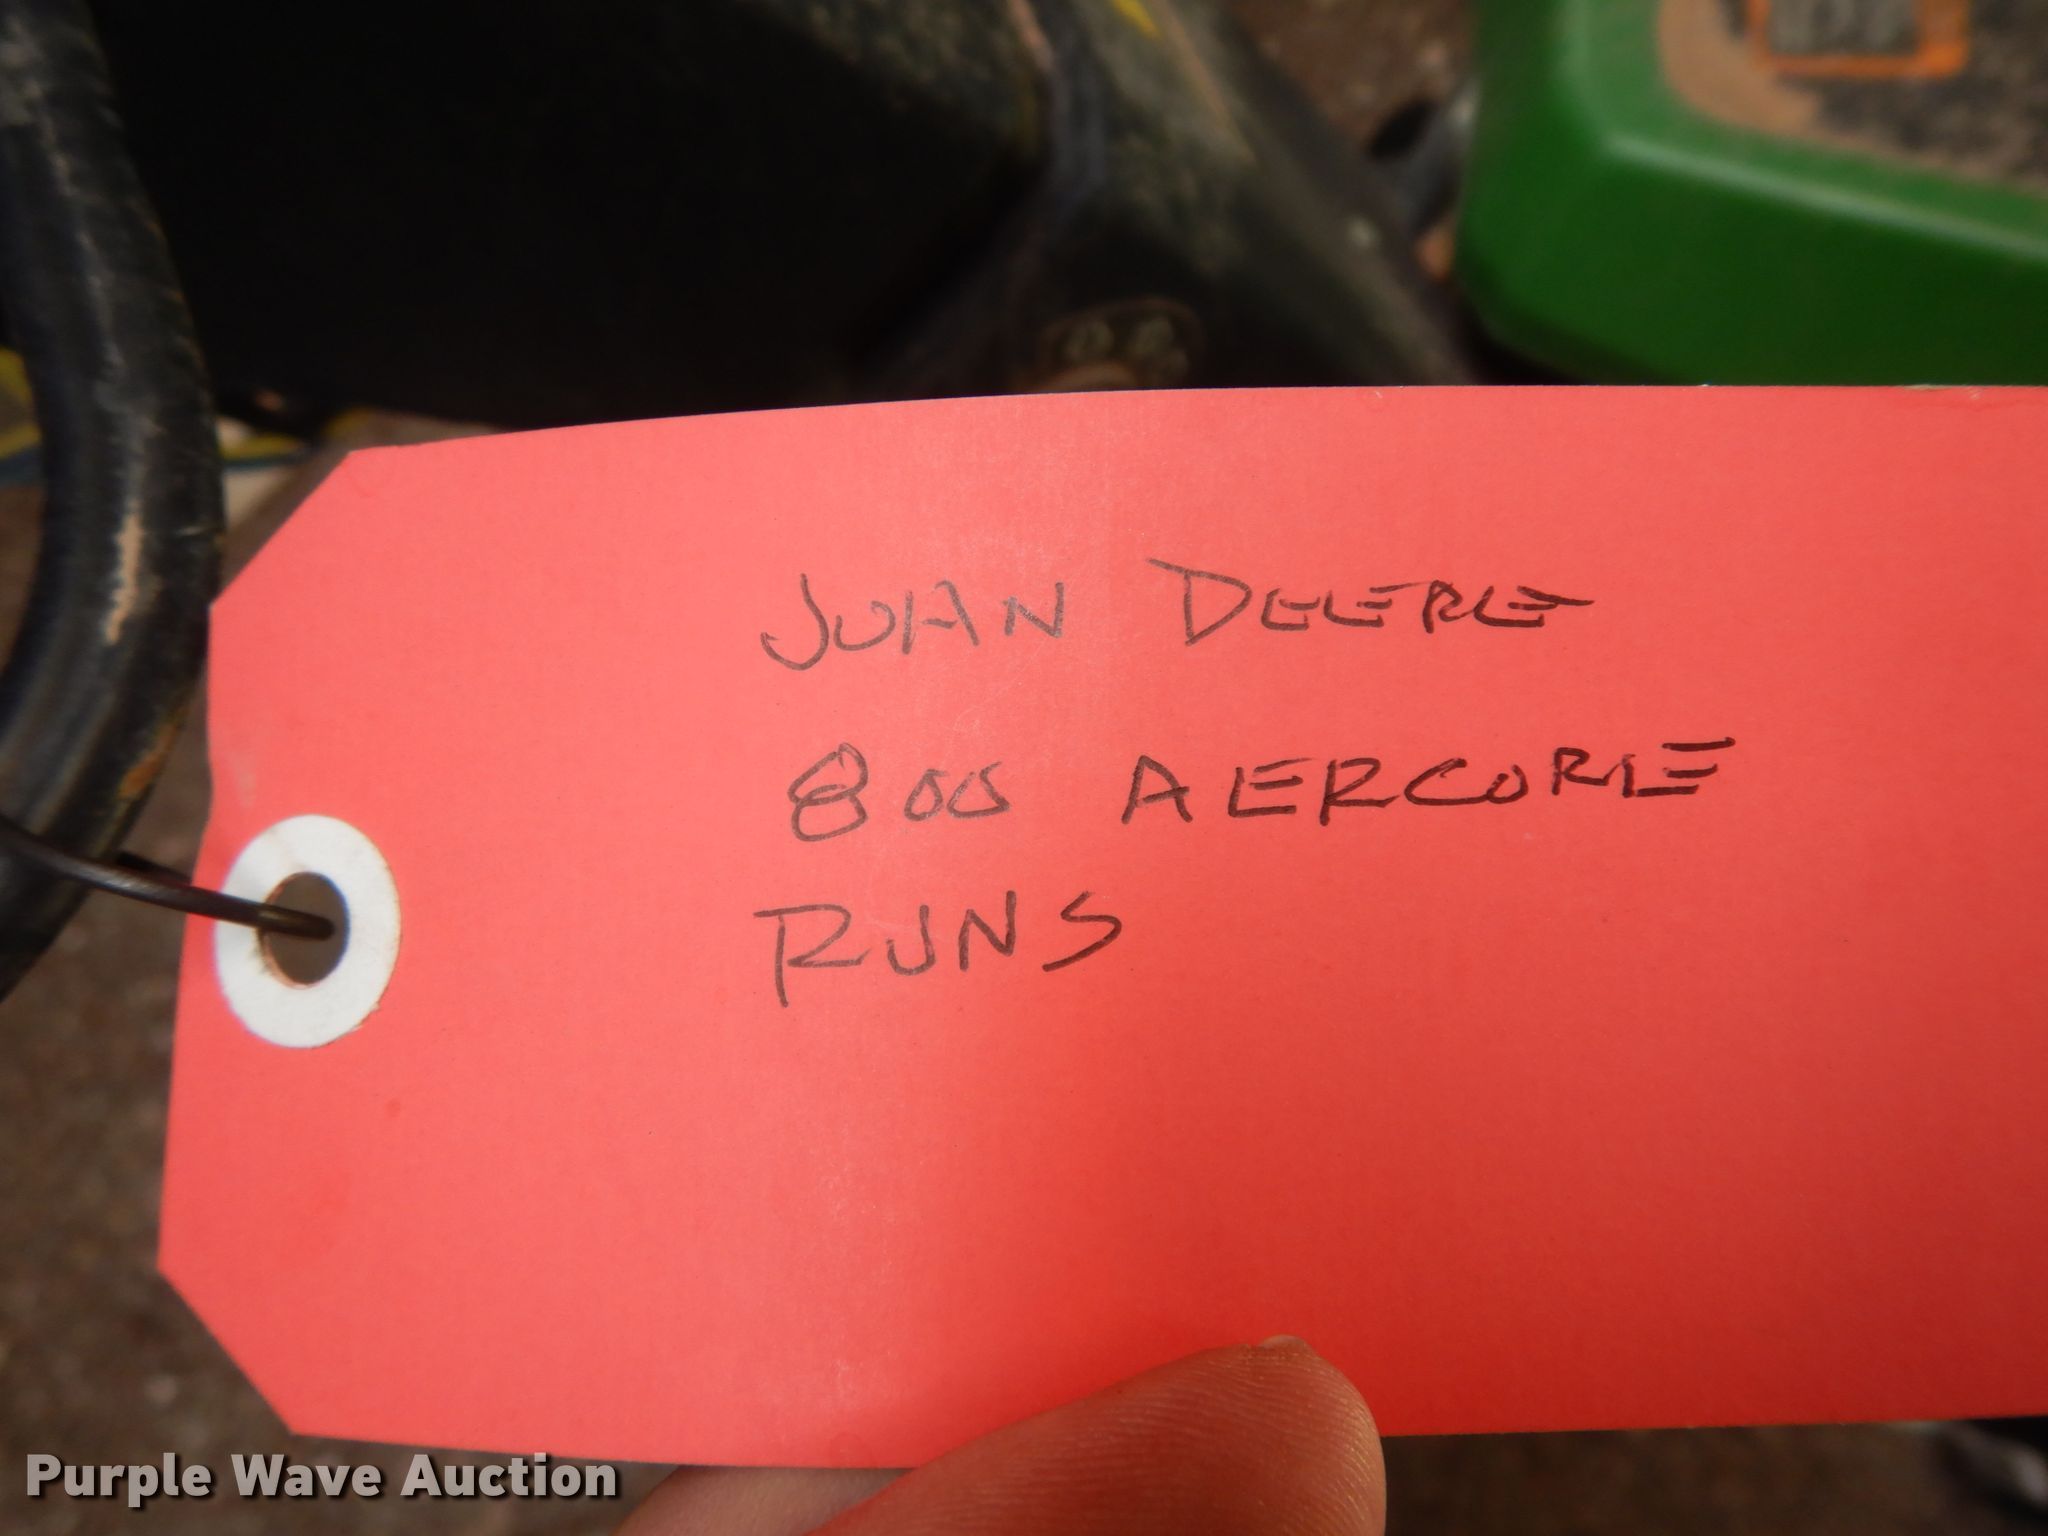 JOHN DEERE
800 AERCORE
RUNS
Purple Wave Auction